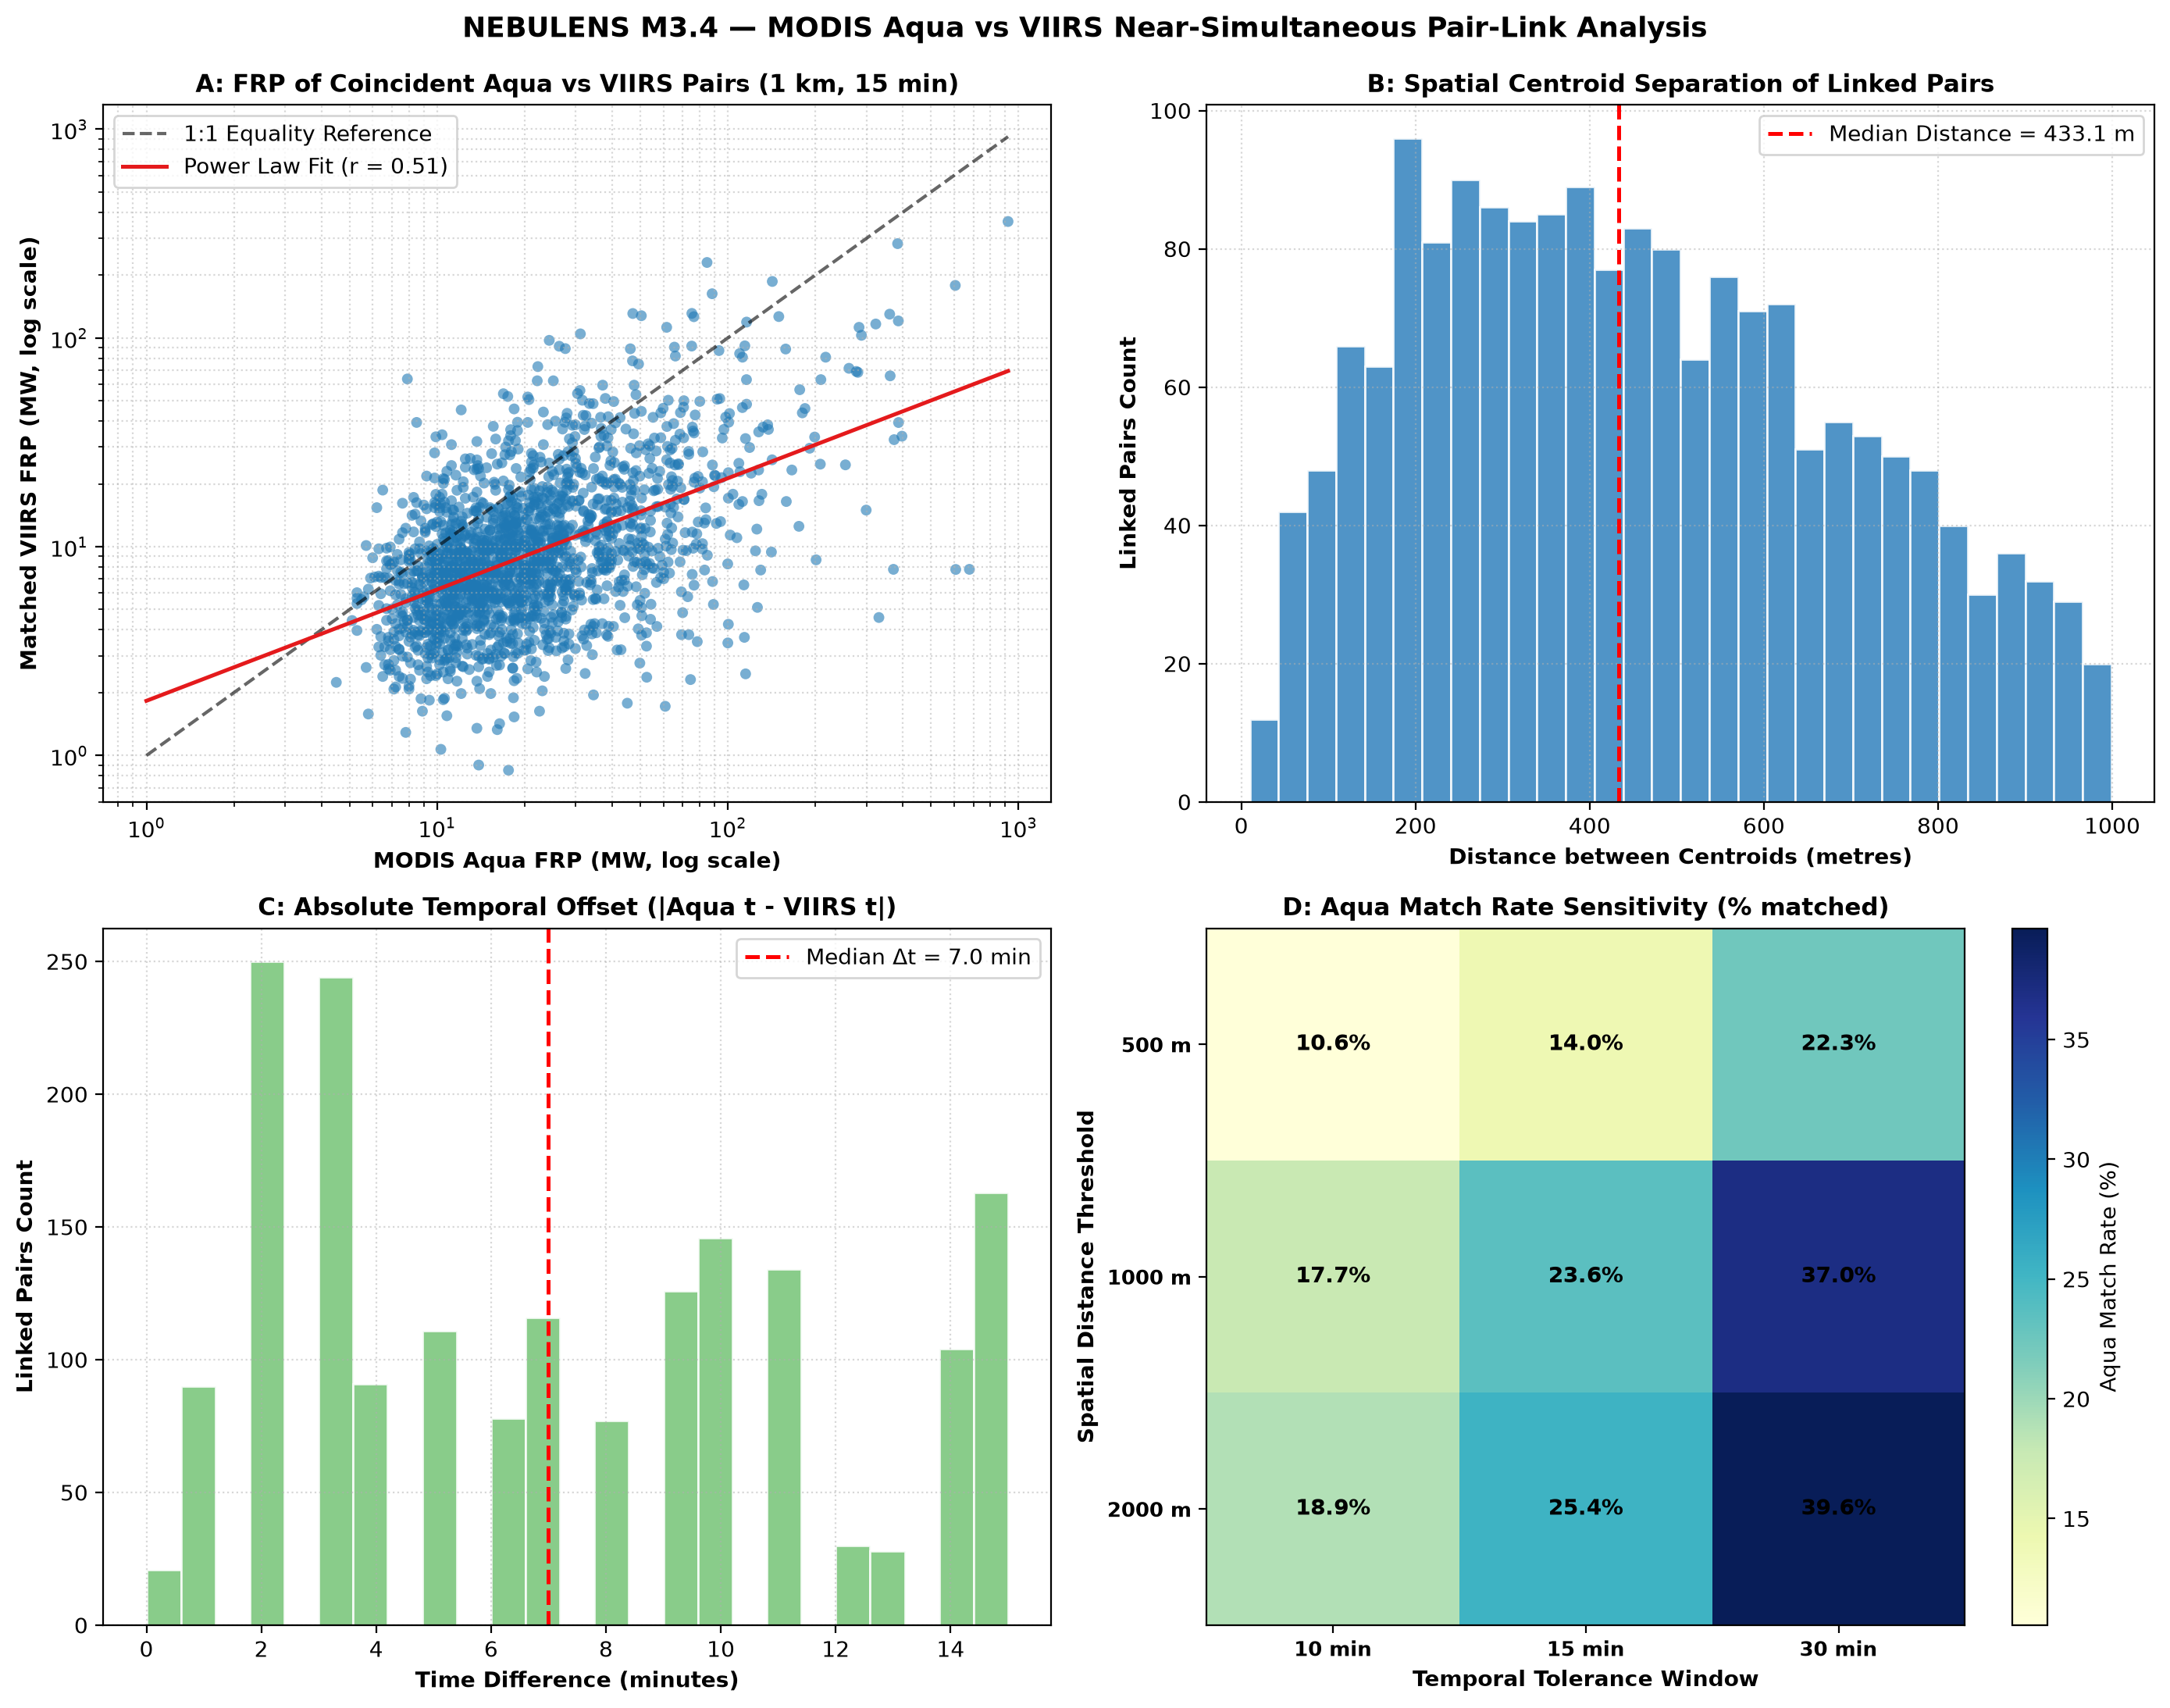 NEBULENS M3.4 — MODIS Aqua vs VIIRS Near-Simultaneous Pair-Link Analysis
A: FRP of Coincident Aqua vs VIIRS Pairs (1 km, 15 min)
1:1 Equality Reference
Power Law Fit (r = 0.51)
Matched VIIRS FRP (MW, log scale)
10³
10²
10¹
10⁰
10⁰ 10¹ 10² 10³
MODIS Aqua FRP (MW, log scale)
B: Spatial Centroid Separation of Linked Pairs
Median Distance = 433.1 m
Linked Pairs Count
100
80
60
40
20
0
0 200 400 600 800 1000
Distance between Centroids (metres)
C: Absolute Temporal Offset (|Aqua t - VIIRS t|)
Median Δt = 7.0 min
Linked Pairs Count
250
200
150
100
50
0
0 2 4 6 8 10 12 14
Time Difference (minutes)
D: Aqua Match Rate Sensitivity (% matched)
Spatial Distance Threshold
500 m 10.6% 14.0% 22.3%
1000 m 17.7% 23.6% 37.0%
2000 m 18.9% 25.4% 39.6%
10 min 15 min 30 min
Temporal Tolerance Window
35
30
25
20
15
Aqua Match Rate (%)